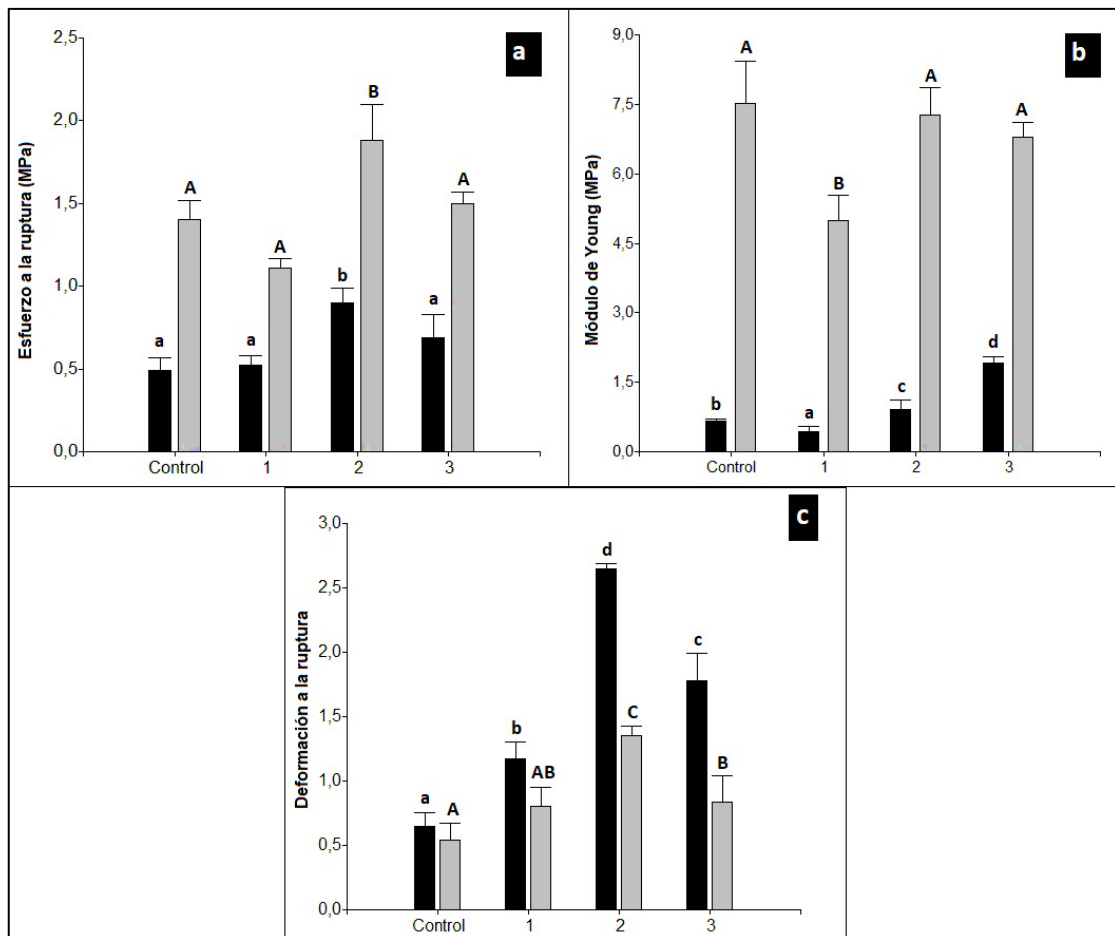 a
Esfuerzo a la ruptura (MPa)
2,5
2,0
1,5
1,0
0,5
0,0
a
A
a
A
b
B
a
A
Control 1 2 3
b
Módulo de Young (MPa)
9,0
7,5
6,0
4,5
3,0
1,5
0,0
b
A
a
B
c
A
d
A
Control 1 2 3
c
Deformación a la ruptura
3,0
2,5
2,0
1,5
1,0
0,5
0,0
a
A
b
AB
d
C
c
B
Control 1 2 3